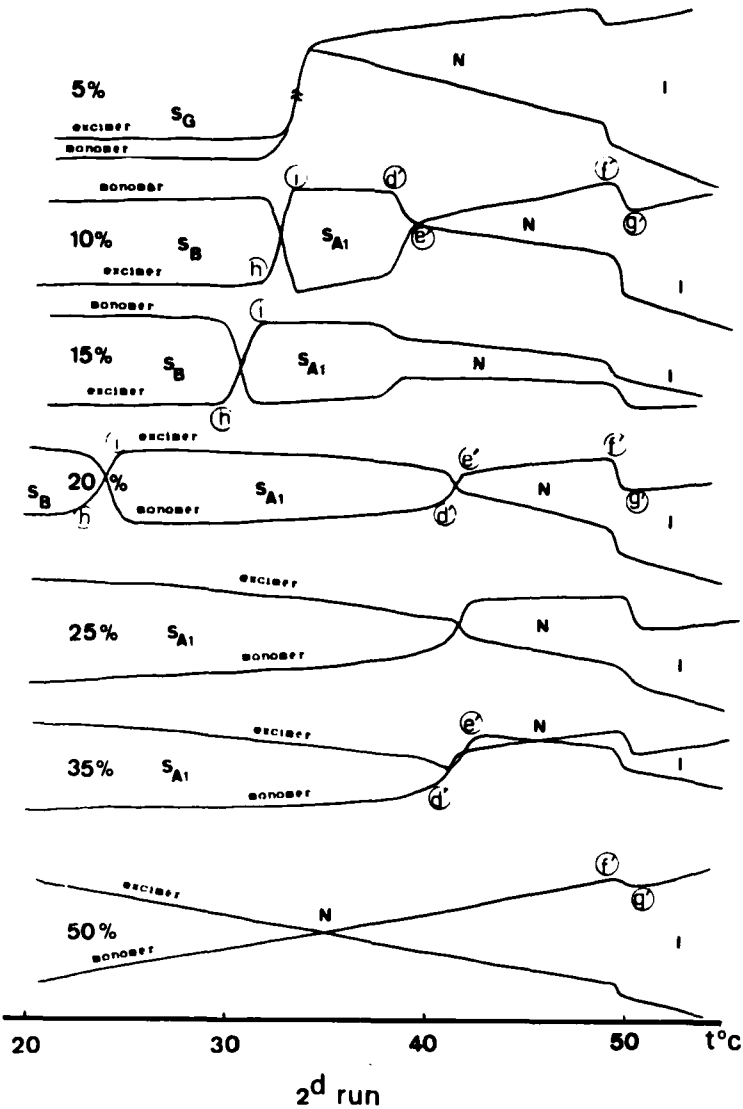 5%
S_G
N
I
excimer
monomer
monomer
i
d'
f'
10%
S_B
S_A1
e'
N
g'
h
excimer
I
monomer
i
15%
S_B
S_A1
N
I
excimer
h
i
excimer
e'
f'
S_B
20%
S_A1
N
g'
h
monomer
d'
I
excimer
25%
S_A1
N
monomer
I
excimer
e'
N
35%
S_A1
I
monomer
d'
f'
excimer
g'
N
50%
monomer
I
20 30 40 50 t°c
2d run